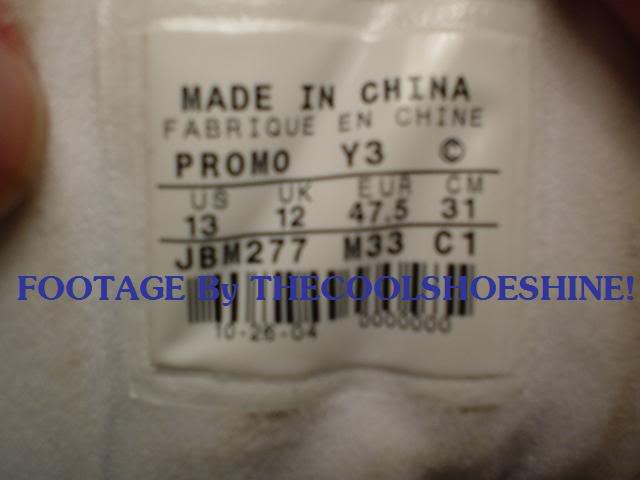 MADE IN CHINA
FABRIQUE EN CHINE
PROMO Y3 ©
US UK EUR CM
13 12 47.5 31
JBM277 M33 C1
FOOTAGE By THECOOLSHOESHINE!
10-26-04 0000000